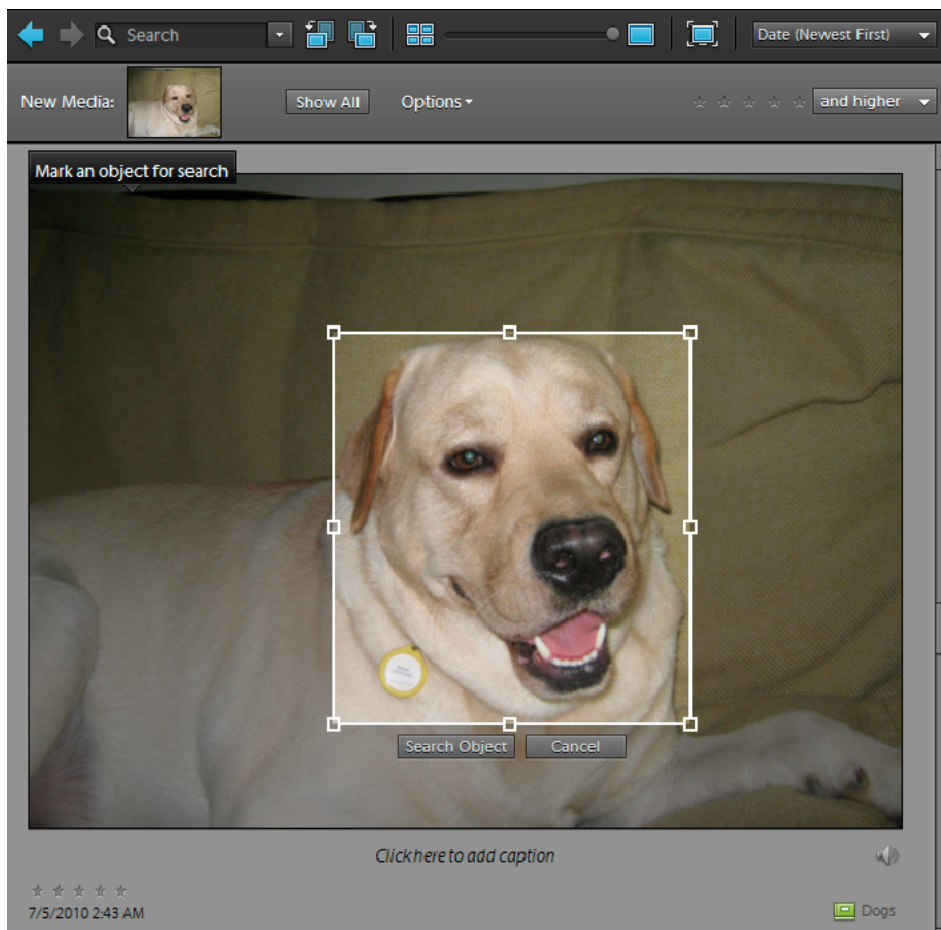 Search
Date (Newest First)
New Media:
Show All
Options
and higher
Mark an object for search
Search Object
Cancel
Click here to add caption
7/5/2010 2:43 AM
Dogs